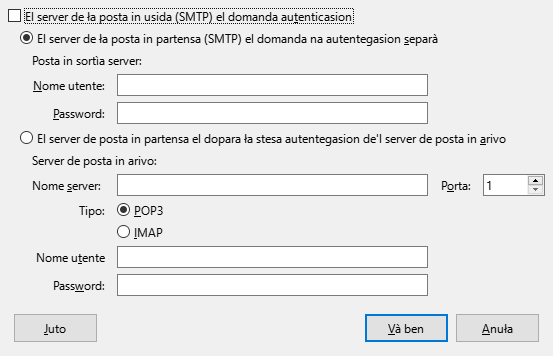 El server de ła posta in usida (SMTP) el domanda autenticasion
El server de ła posta in partensa (SMTP) el domanda na autentegasion separà
Posta in sortìa server:
Nome utente:
Password:
El server de posta in partensa el dopara ła stesa autentegasion de'l server de posta in arivo
Server de posta in arivo:
Nome server:
Porta: 1
Tipo: POP3
IMAP
Nome utente
Password:
Juto
Và ben
Anuła